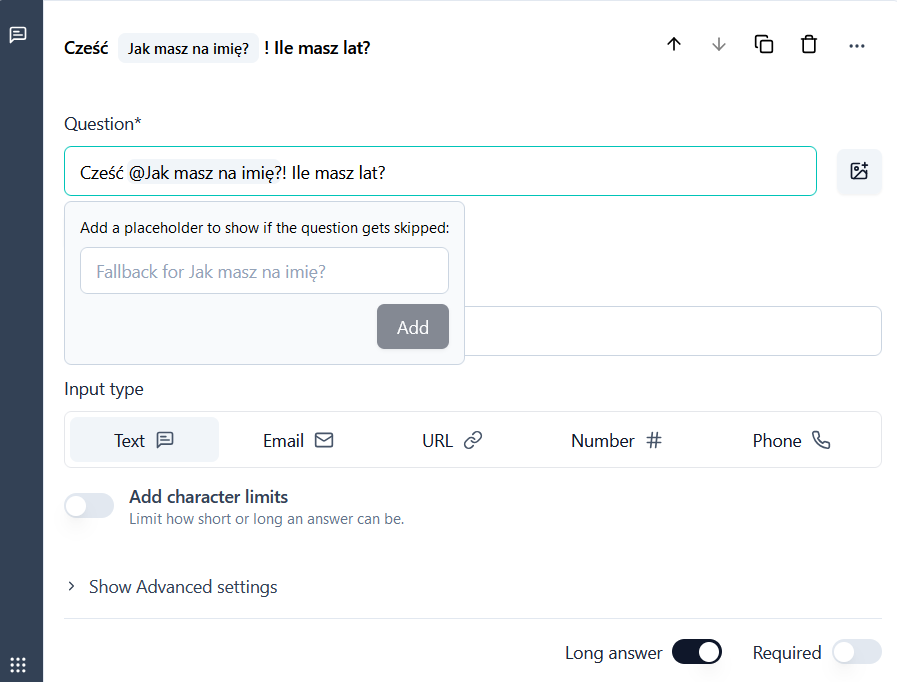 Cześć Jak masz na imię? ! Ile masz lat?
Question*
Cześć @Jak masz na imię?! Ile masz lat?
Add a placeholder to show if the question gets skipped:
Fallback for Jak masz na imię?
Add
Input type
Text Email URL Number Phone
Add character limits
Limit how short or long an answer can be.
Show Advanced settings
Long answer Required